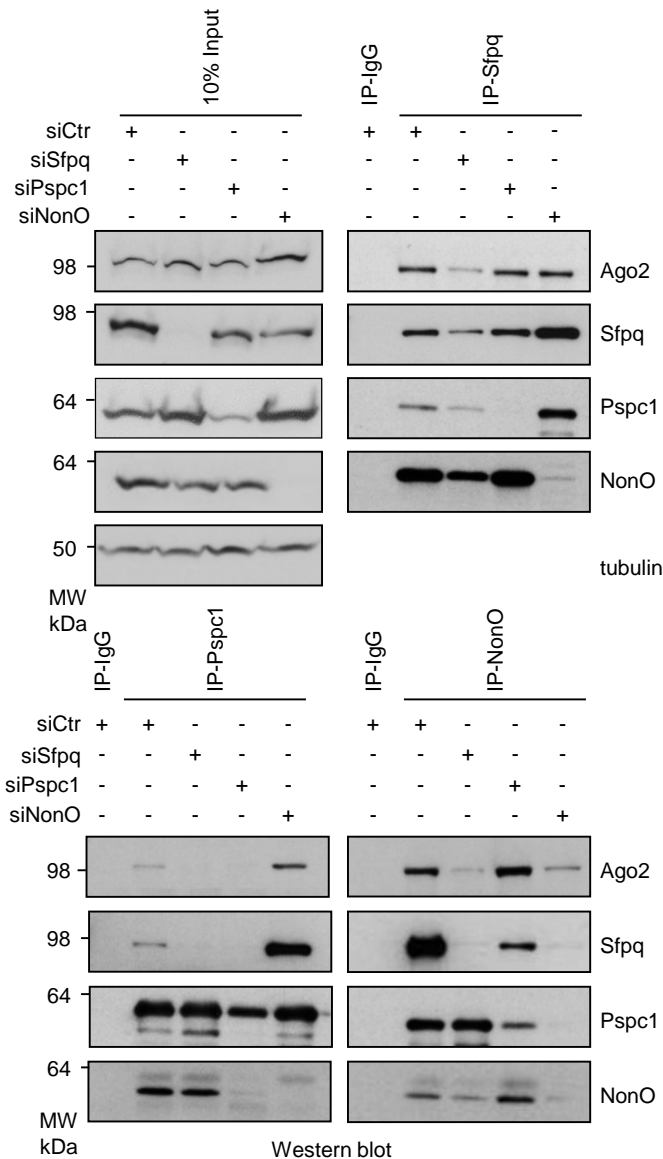 10% Input IP-IgG IP-Sfpq
siCtr + - - - + + - - -
siSfpq - + - - - - + - -
siPspc1 - - + - - - - + -
siNonO - - - + - - - - +
98 Ago2
98 Sfpq
64 Pspc1
64 NonO
50 tubulin
MW
kDa
IP-IgG IP-Pspc1 IP-IgG IP-NonO
siCtr + + - - - + + - - -
siSfpq - - + - - - - + - -
siPspc1 - - - + - - - - + -
siNonO - - - - + - - - - +
98 Ago2
98 Sfpq
64 Pspc1
64 NonO
MW
kDa
Western blot